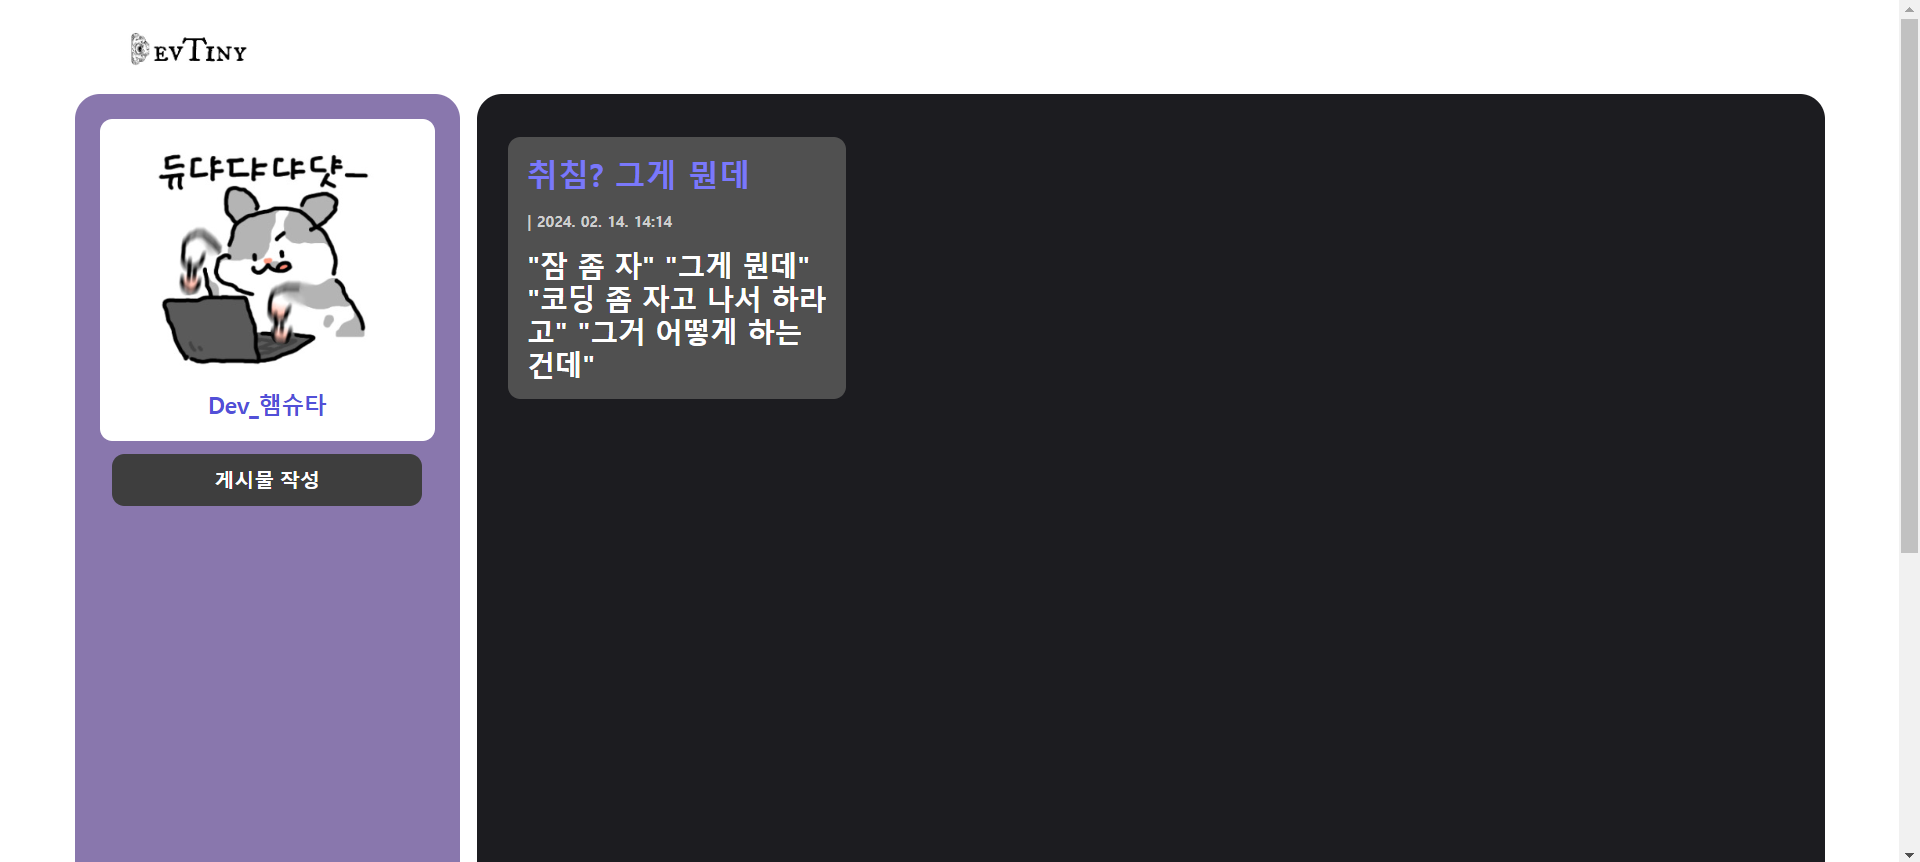 DevTiny
듀댜댜댜댯-
Dev_햄슈타
게시물 작성
취침? 그게 뭔데
| 2024. 02. 14. 14:14
"잠 좀 자" "그게 뭔데"
"코딩 좀 자고 나서 하라
고" "그거 어떻게 하는
건데"